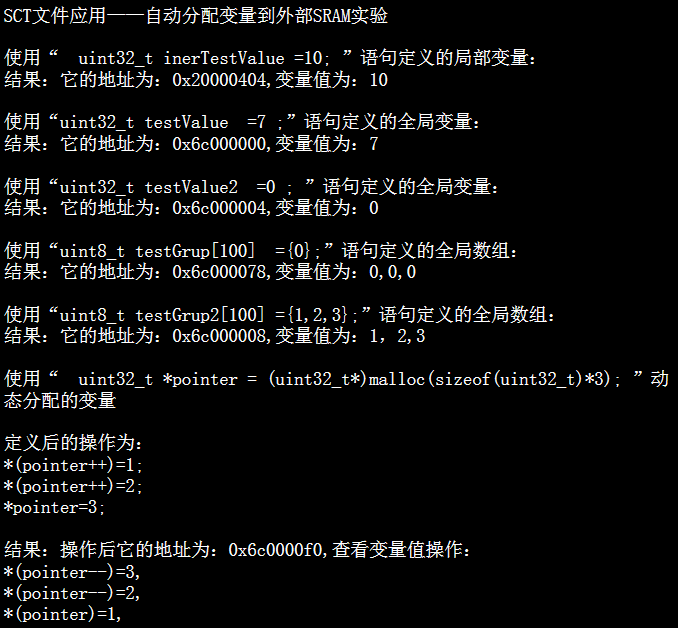 SCT文件应用——自动分配变量到外部SRAM实验
使用“  uint32_t inerTestValue =10; ”语句定义的局部变量:
结果: 它的地址为: 0x20000404,变量值为: 10
使用“uint32_t testValue  =7 ;”语句定义的全局变量:
结果: 它的地址为: 0x6c000000,变量值为: 7
使用“uint32_t testValue2  =0 ; ”语句定义的全局变量:
结果: 它的地址为: 0x6c000004,变量值为: 0
使用“uint8_t testGrup[100]  ={0};”语句定义的全局数组:
结果: 它的地址为: 0x6c000078,变量值为: 0,0,0
使用“uint8_t testGrup2[100] ={1,2,3};”语句定义的全局数组:
结果: 它的地址为: 0x6c000008,变量值为: 1，2,3
使用“  uint32_t *pointer = (uint32_t*)malloc(sizeof(uint32_t)*3); ”动
态分配的变量
定义后的操作为:
*(pointer++)=1;
*(pointer++)=2;
*pointer=3;
结果: 操作后它的地址为: 0x6c0000f0,查看变量值操作:
*(pointer--)=3,
*(pointer--)=2,
*(pointer)=1,